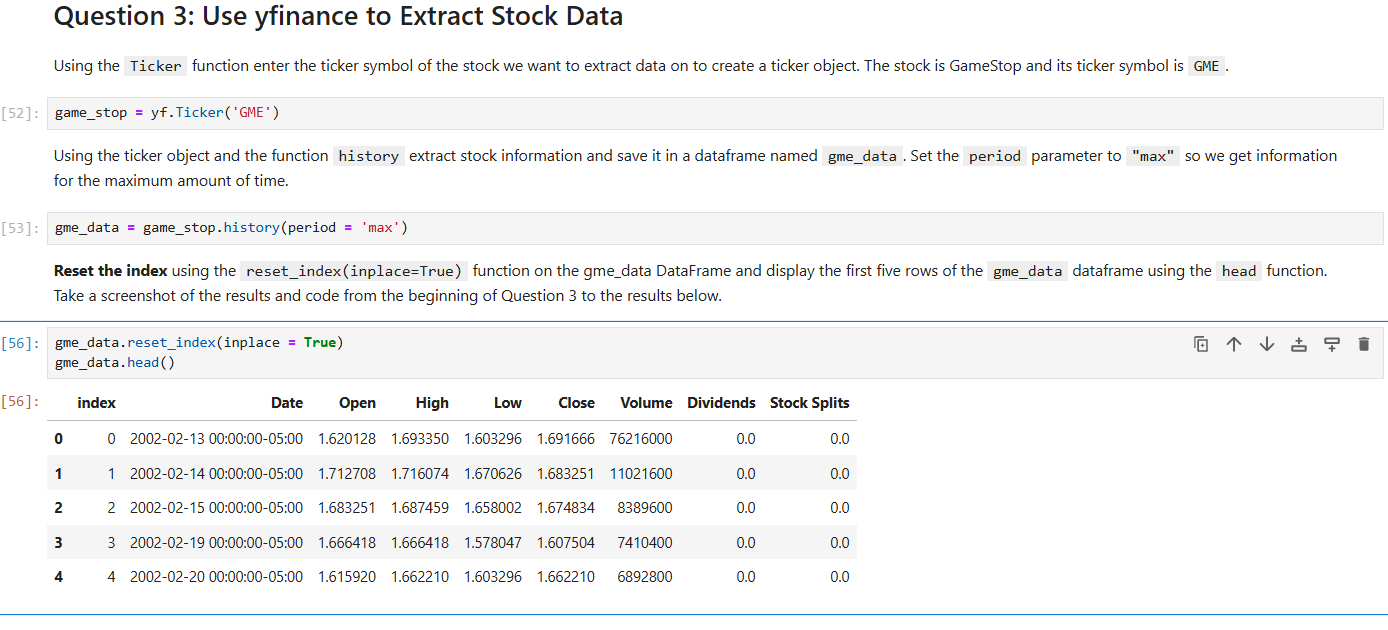 Question 3: Use yfinance to Extract Stock Data
Using the Ticker function enter the ticker symbol of the stock we want to extract data on to create a ticker object. The stock is GameStop and its ticker symbol is GME .
[52]: game_stop = yf.Ticker('GME')
Using the ticker object and the function history extract stock information and save it in a dataframe named gme_data . Set the period parameter to "max" so we get information
for the maximum amount of time.
[53]: gme_data = game_stop.history(period = 'max')
Reset the index using the reset_index(inplace=True) function on the gme_data DataFrame and display the first five rows of the gme_data dataframe using the head function.
Take a screenshot of the results and code from the beginning of Question 3 to the results below.
[56]: gme_data.reset_index(inplace = True)
gme_data.head()
[56]: index Date Open High Low Close Volume Dividends Stock Splits
0 0 2002-02-13 00:00:00-05:00 1.620128 1.693350 1.603296 1.691666 76216000 0.0 0.0
1 1 2002-02-14 00:00:00-05:00 1.712708 1.716074 1.670626 1.683251 11021600 0.0 0.0
2 2 2002-02-15 00:00:00-05:00 1.683251 1.687459 1.658002 1.674834 8389600 0.0 0.0
3 3 2002-02-19 00:00:00-05:00 1.666418 1.666418 1.578047 1.607504 7410400 0.0 0.0
4 4 2002-02-20 00:00:00-05:00 1.615920 1.662210 1.603296 1.662210 6892800 0.0 0.0